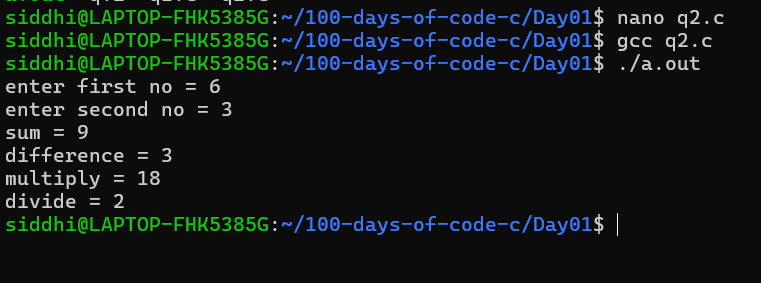 siddhi@LAPTOP-FHK5385G:~/100-days-of-code-c/Day01$ nano q2.c
siddhi@LAPTOP-FHK5385G:~/100-days-of-code-c/Day01$ gcc q2.c
siddhi@LAPTOP-FHK5385G:~/100-days-of-code-c/Day01$ ./a.out
enter first no = 6
enter second no = 3
sum = 9
difference = 3
multiply = 18
divide = 2
siddhi@LAPTOP-FHK5385G:~/100-days-of-code-c/Day01$